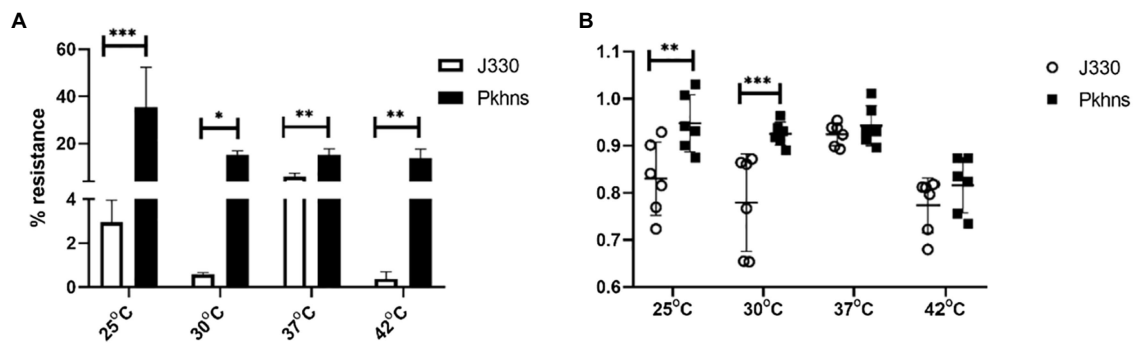 A
% resistance
60
40
20
4
2
0
***
*
**
**
25°C
30°C
37°C
42°C
J330
Pkhns
B
1.1
1.0
0.9
0.8
0.7
0.6
**
***
25°C
30°C
37°C
42°C
J330
Pkhns